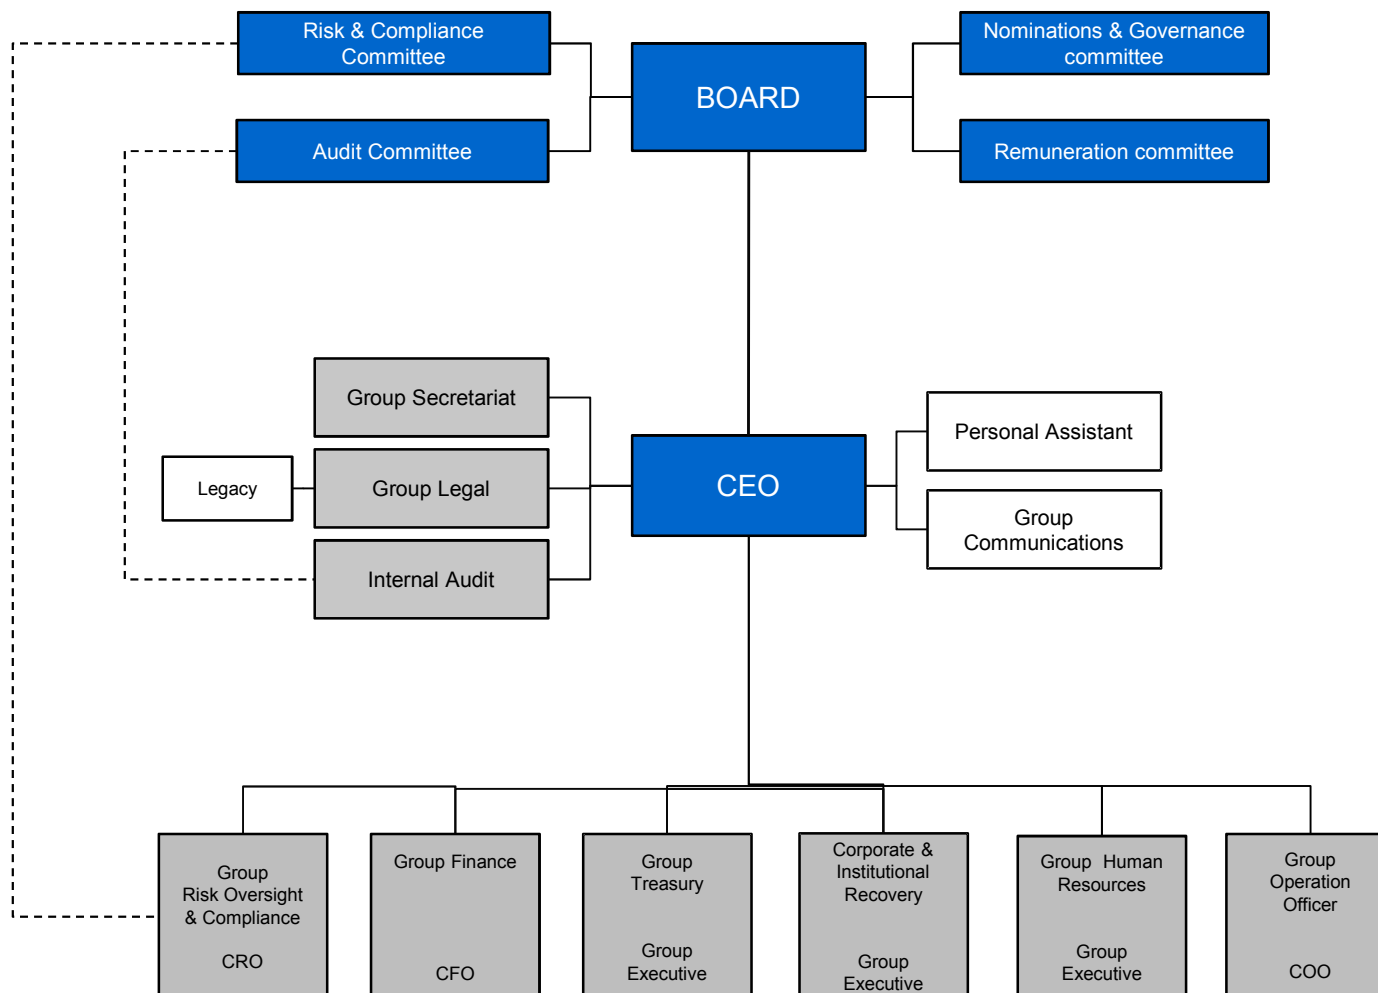 Risk & Compliance
Committee
Nominations & Governance
committee
BOARD
Audit Committee
Remuneration committee
Group Secretariat
Personal Assistant
Legacy
Group Legal
CEO
Group
Communications
Internal Audit
Group
Risk Oversight
& Compliance
CRO
Group Finance
CFO
Group
Treasury
Group
Executive
Corporate &
Institutional
Recovery
Group
Executive
Group Human
Resources
Group
Executive
Group
Operation
Officer
COO